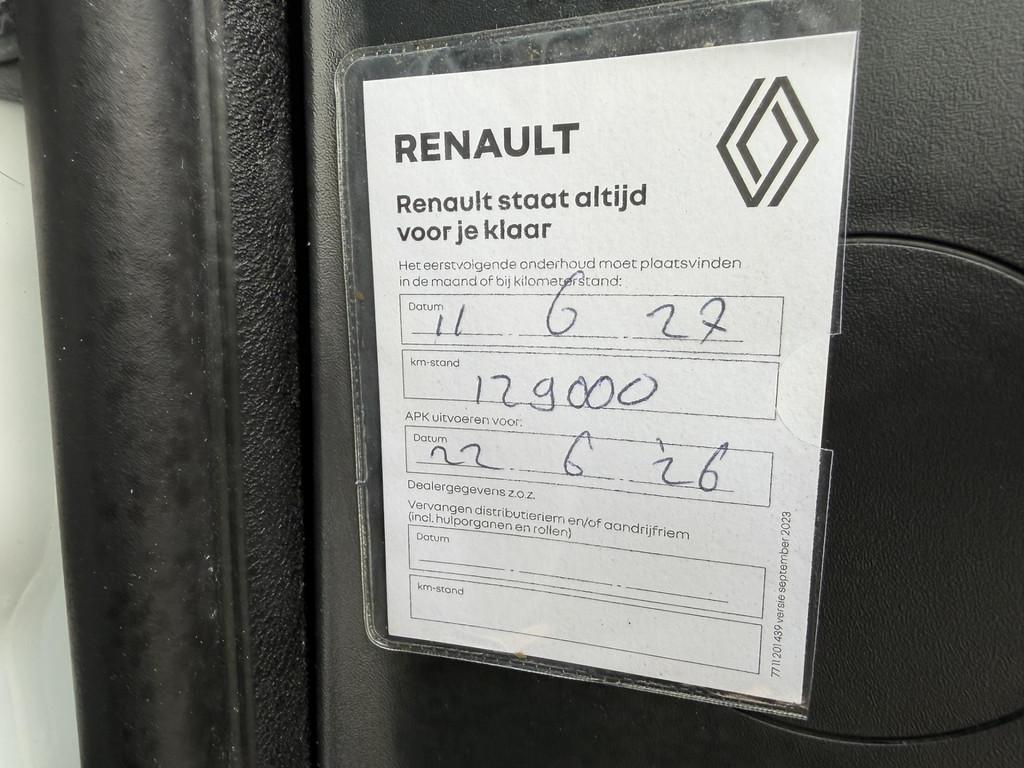 RENAULT
Renault staat altijd
voor je klaar
Het eerstvolgende onderhoud moet plaatsvinden
in de maand of bij kilometerstand:
Datum 11 6 27
km-stand 129000
APK uitvoeren voor:
Datum 22 6 '26
Dealergegevens z.o.z.
Vervangen distributieriem en/of aandrijfriem
(incl. hulporganen en rollen)
Datum
km-stand
77 11 201 439 versie september 2023